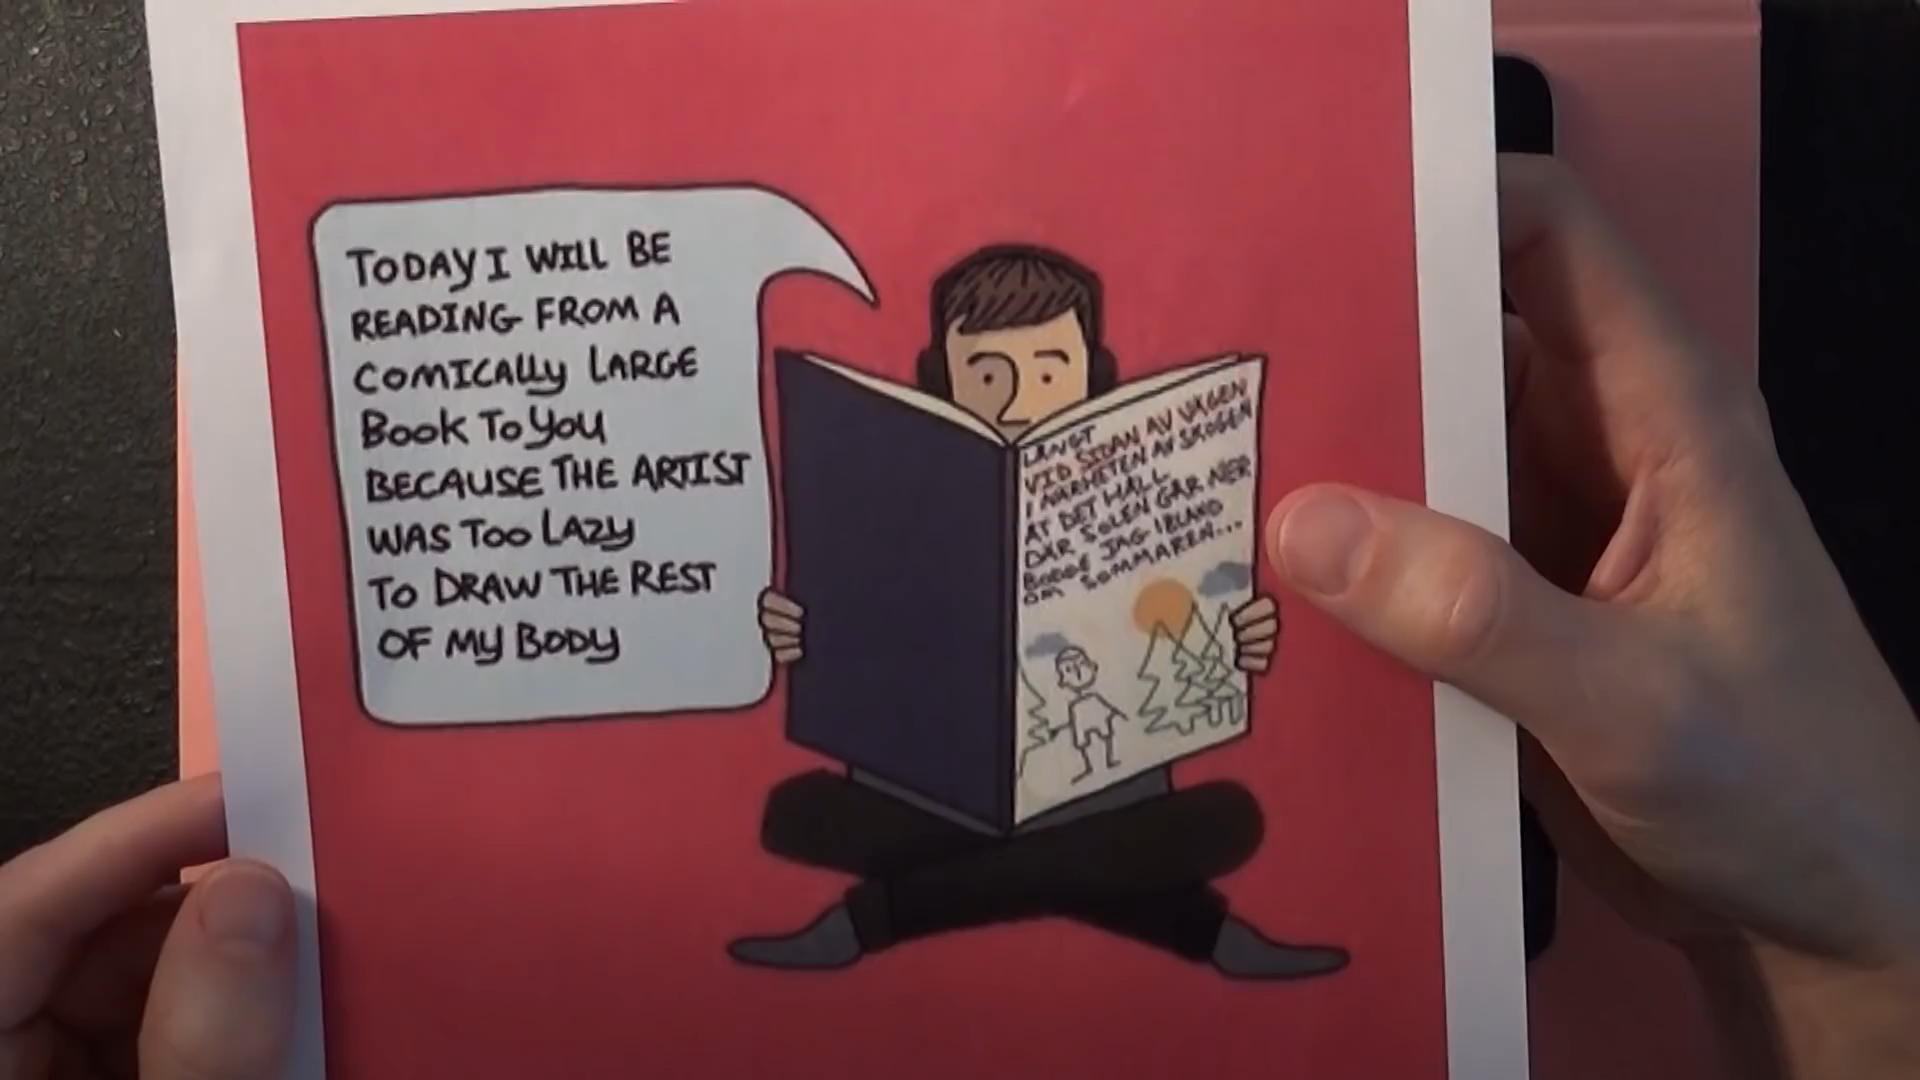 TODAY I WILL BE
READING FROM A
COMICALLY LARGE
BOOK TO YOU
BECAUSE THE ARTIST
WAS TOO LAZY
TO DRAW THE REST
OF MY BODY
LÅNGT
VID SIDAN AV VÄGEN
I NÄRHETEN AV SKOGEN
ÅT DET HÅLL
DÄR SOLEN GÅR NER
BODDE JAG IBLAND
OM SOMMAREN...